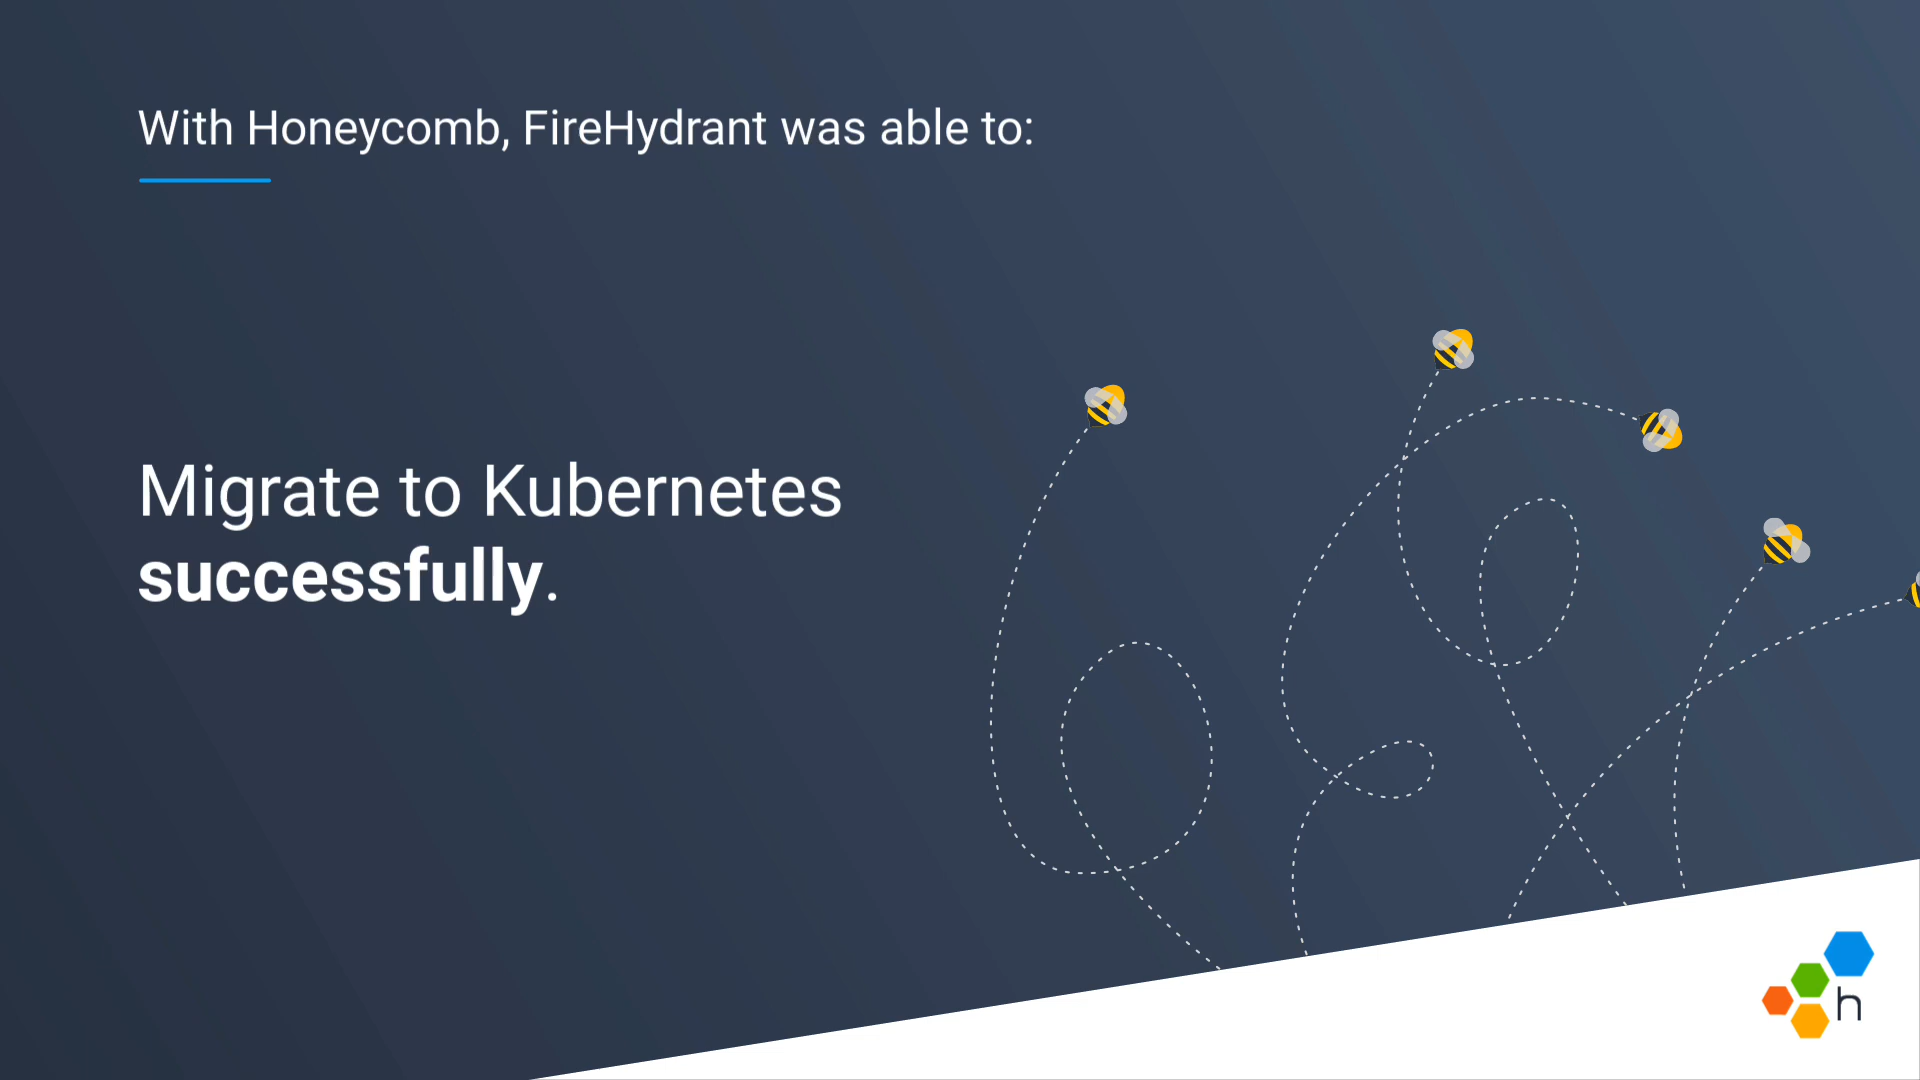 With Honeycomb, FireHydrant was able to:
Migrate to Kubernetes
successfully.
h